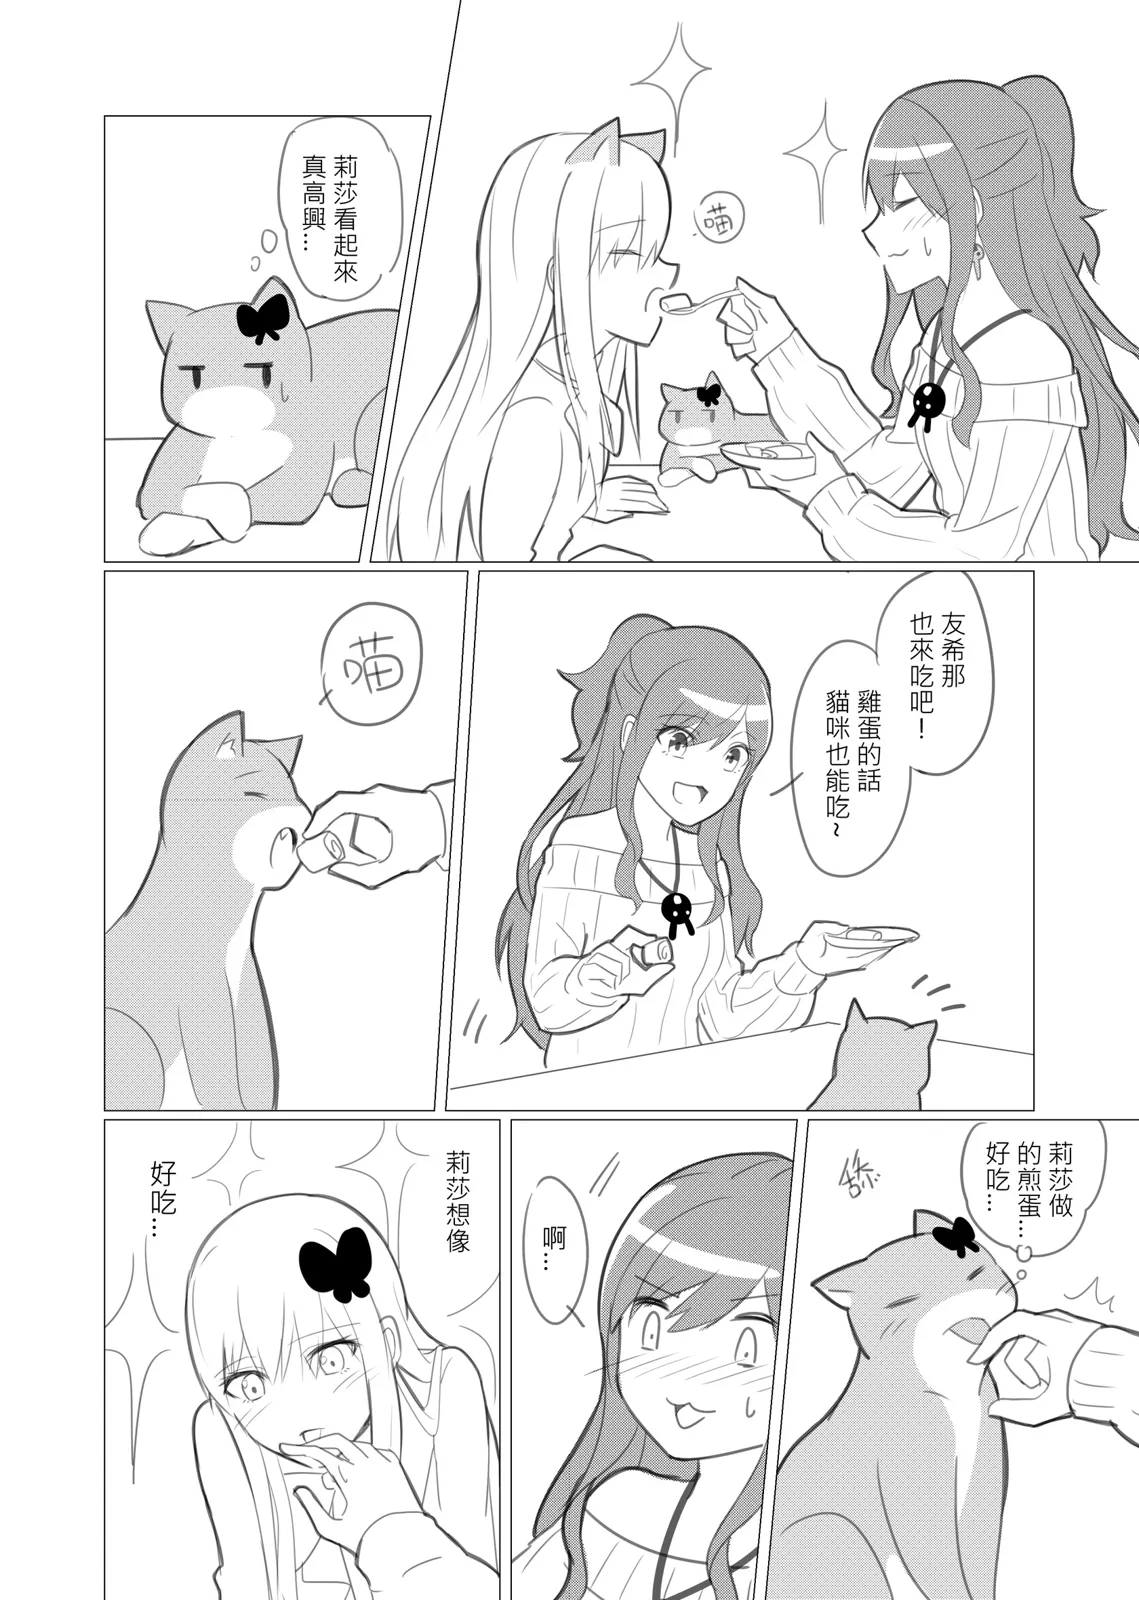 喵
莉莎看起來
真高興…
友希那
也來吃吧！
雞蛋的話
貓咪也能吃~
喵
莉莎做
的煎蛋…
好吃…
舔
啊…
莉莎想像
好吃…